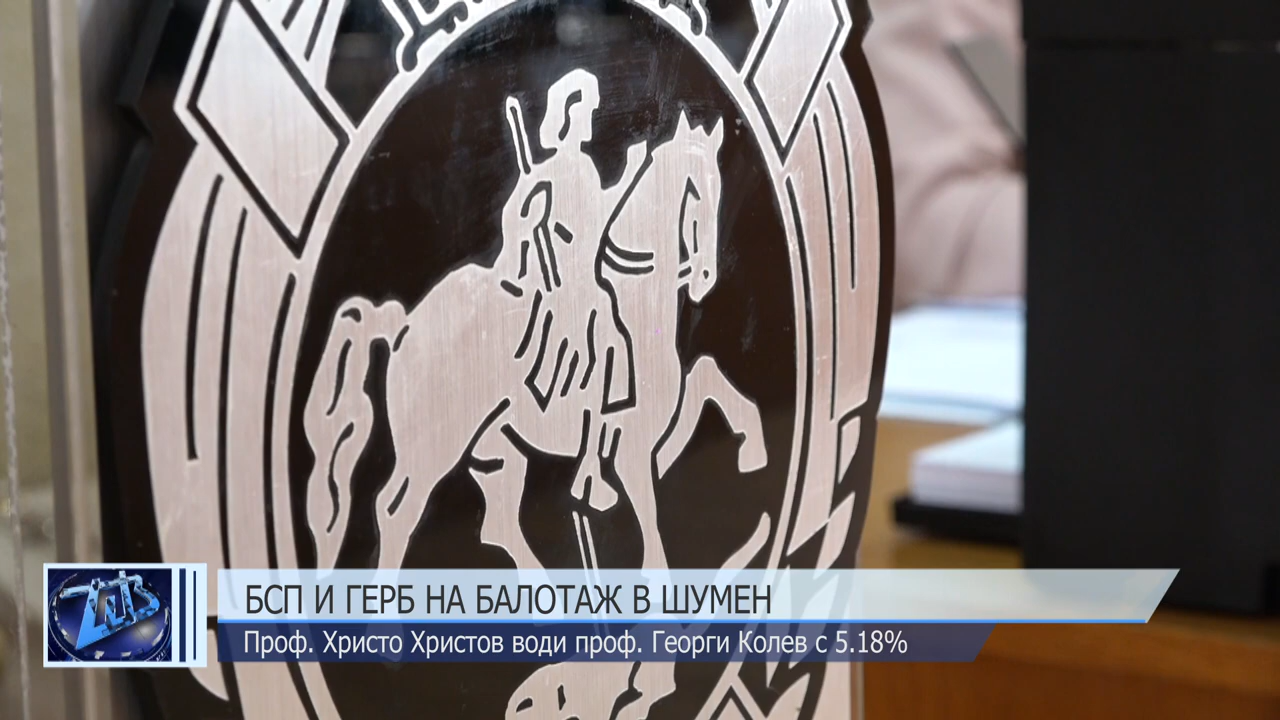 БСП И ГЕРБ НА БАЛОТАЖ В ШУМЕН
Проф. Христо Христов води проф. Георги Колев с 5.18%